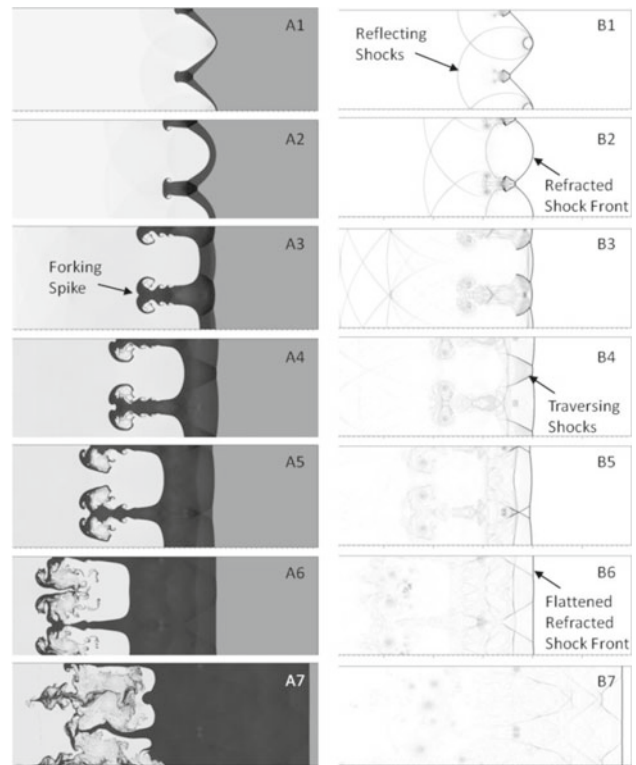 A1
B1
Reflecting
Shocks
A2
B2
Refracted
Shock Front
A3
B3
Forking
Spike
A4
B4
Traversing
Shocks
A5
B5
A6
B6
Flattened
Refracted
Shock Front
A7
B7